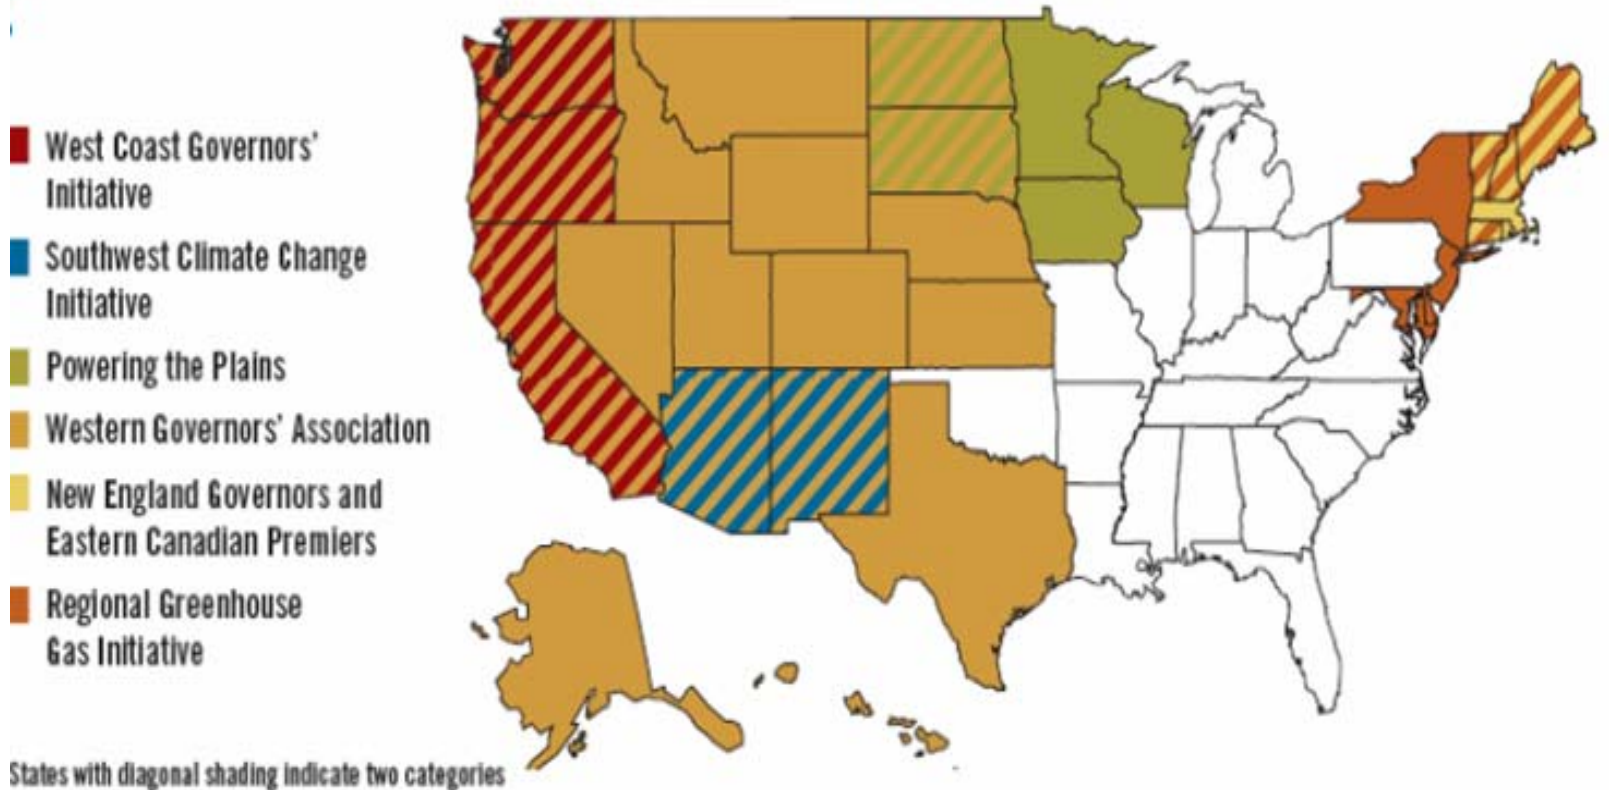 West Coast Governors'
Initiative
Southwest Climate Change
Initiative
Powering the Plains
Western Governors' Association
New England Governors and
Eastern Canadian Premiers
Regional Greenhouse
Gas Initiative
States with diagonal shading indicate two categories